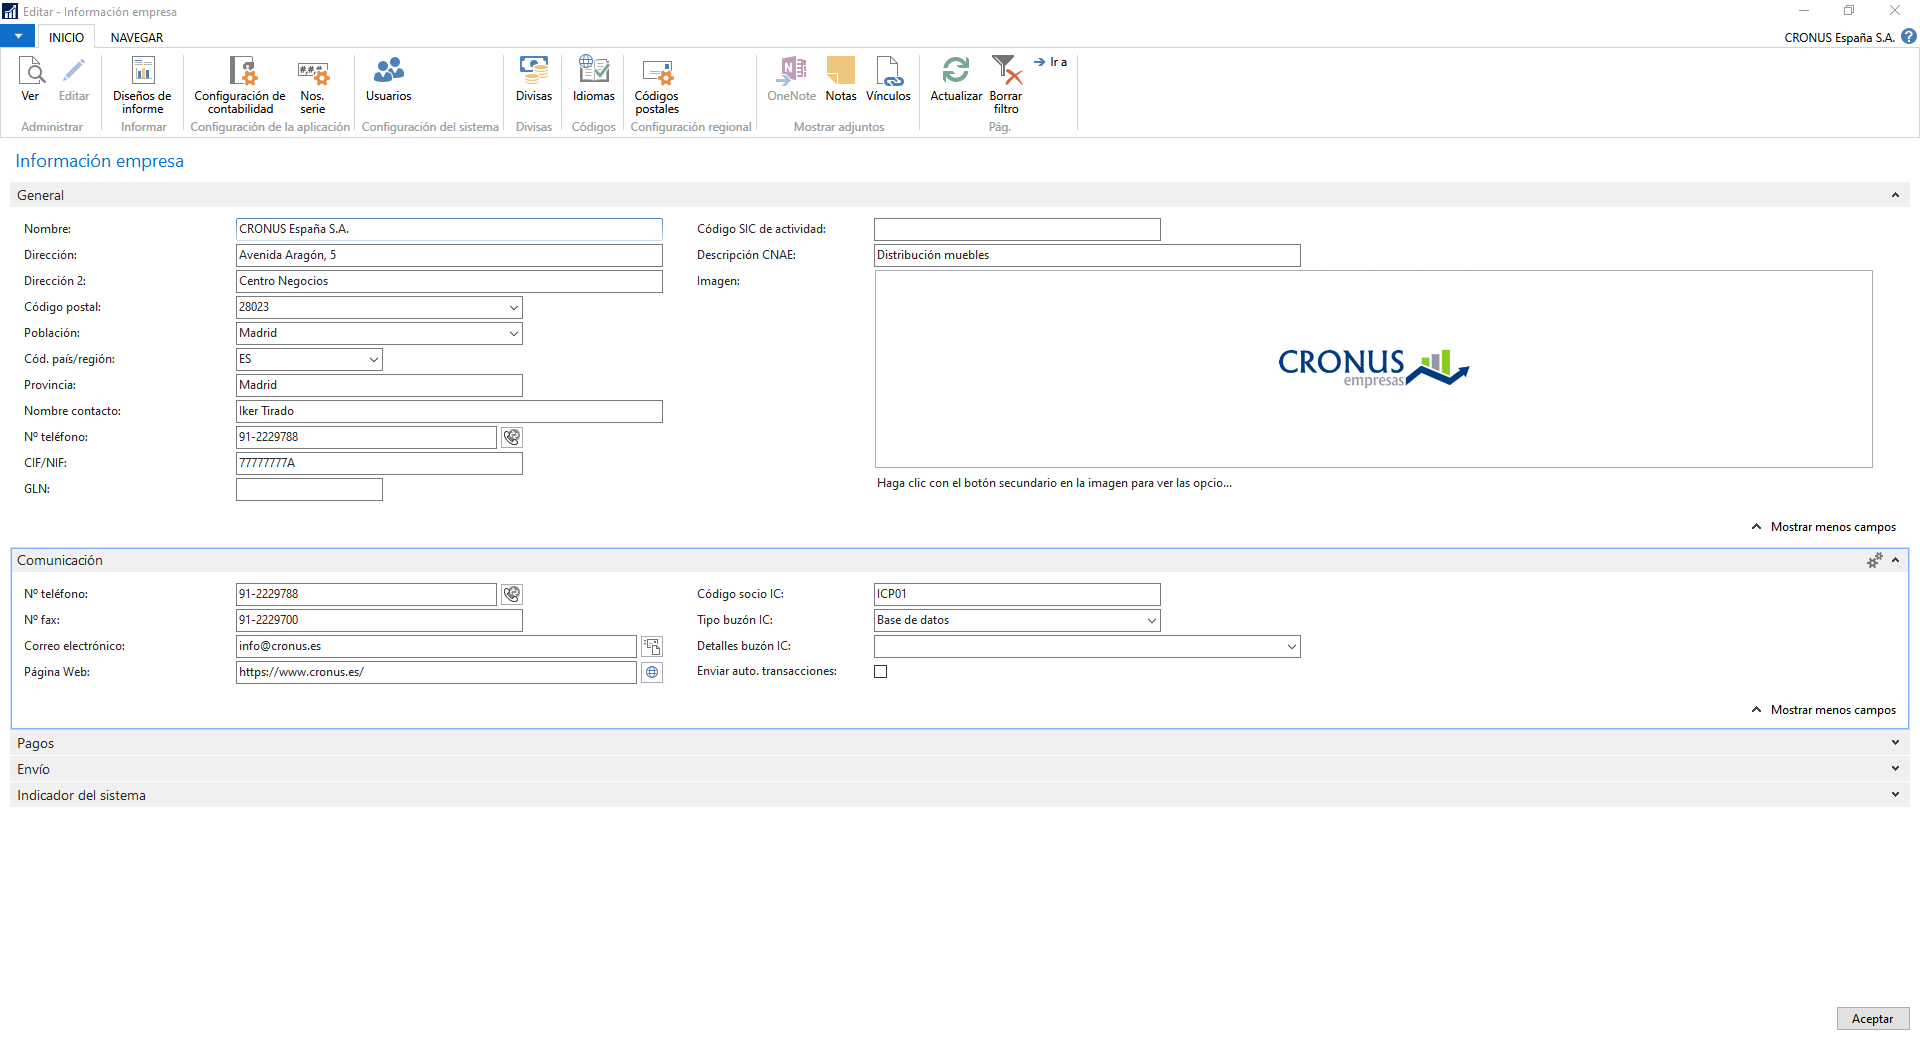 Editar - Información empresa
INICIO
NAVEGAR
CRONUS España S.A.
Ver
Editar
Administrar
Diseños de
informe
Informar
Configuración de
contabilidad
Nos.
serie
Configuración de la aplicación
Usuarios
Configuración del sistema
Divisas
Divisas
Idiomas
Códigos
Códigos
postales
Configuración regional
OneNote
Notas
Vínculos
Mostrar adjuntos
Actualizar
Borrar
filtro
Ir a
Pág.
Información empresa
General
Nombre: CRONUS España S.A.
Dirección: Avenida Aragón, 5
Dirección 2: Centro Negocios
Código postal: 28023
Población: Madrid
Cód. país/región: ES
Provincia: Madrid
Nombre contacto: Iker Tirado
Nº teléfono: 91-2229788
CIF/NIF: 77777777A
GLN:
Código SIC de actividad:
Descripción CNAE: Distribución muebles
Imagen:
CRONUS
empresas
Haga clic con el botón secundario en la imagen para ver las opcio...
Mostrar menos campos
Comunicación
Nº teléfono: 91-2229788
Nº fax: 91-2229700
Correo electrónico: info@cronus.es
Página Web: https://www.cronus.es/
Código socio IC: ICP01
Tipo buzón IC: Base de datos
Detalles buzón IC:
Enviar auto. transacciones:
Mostrar menos campos
Pagos
Envío
Indicador del sistema
Aceptar